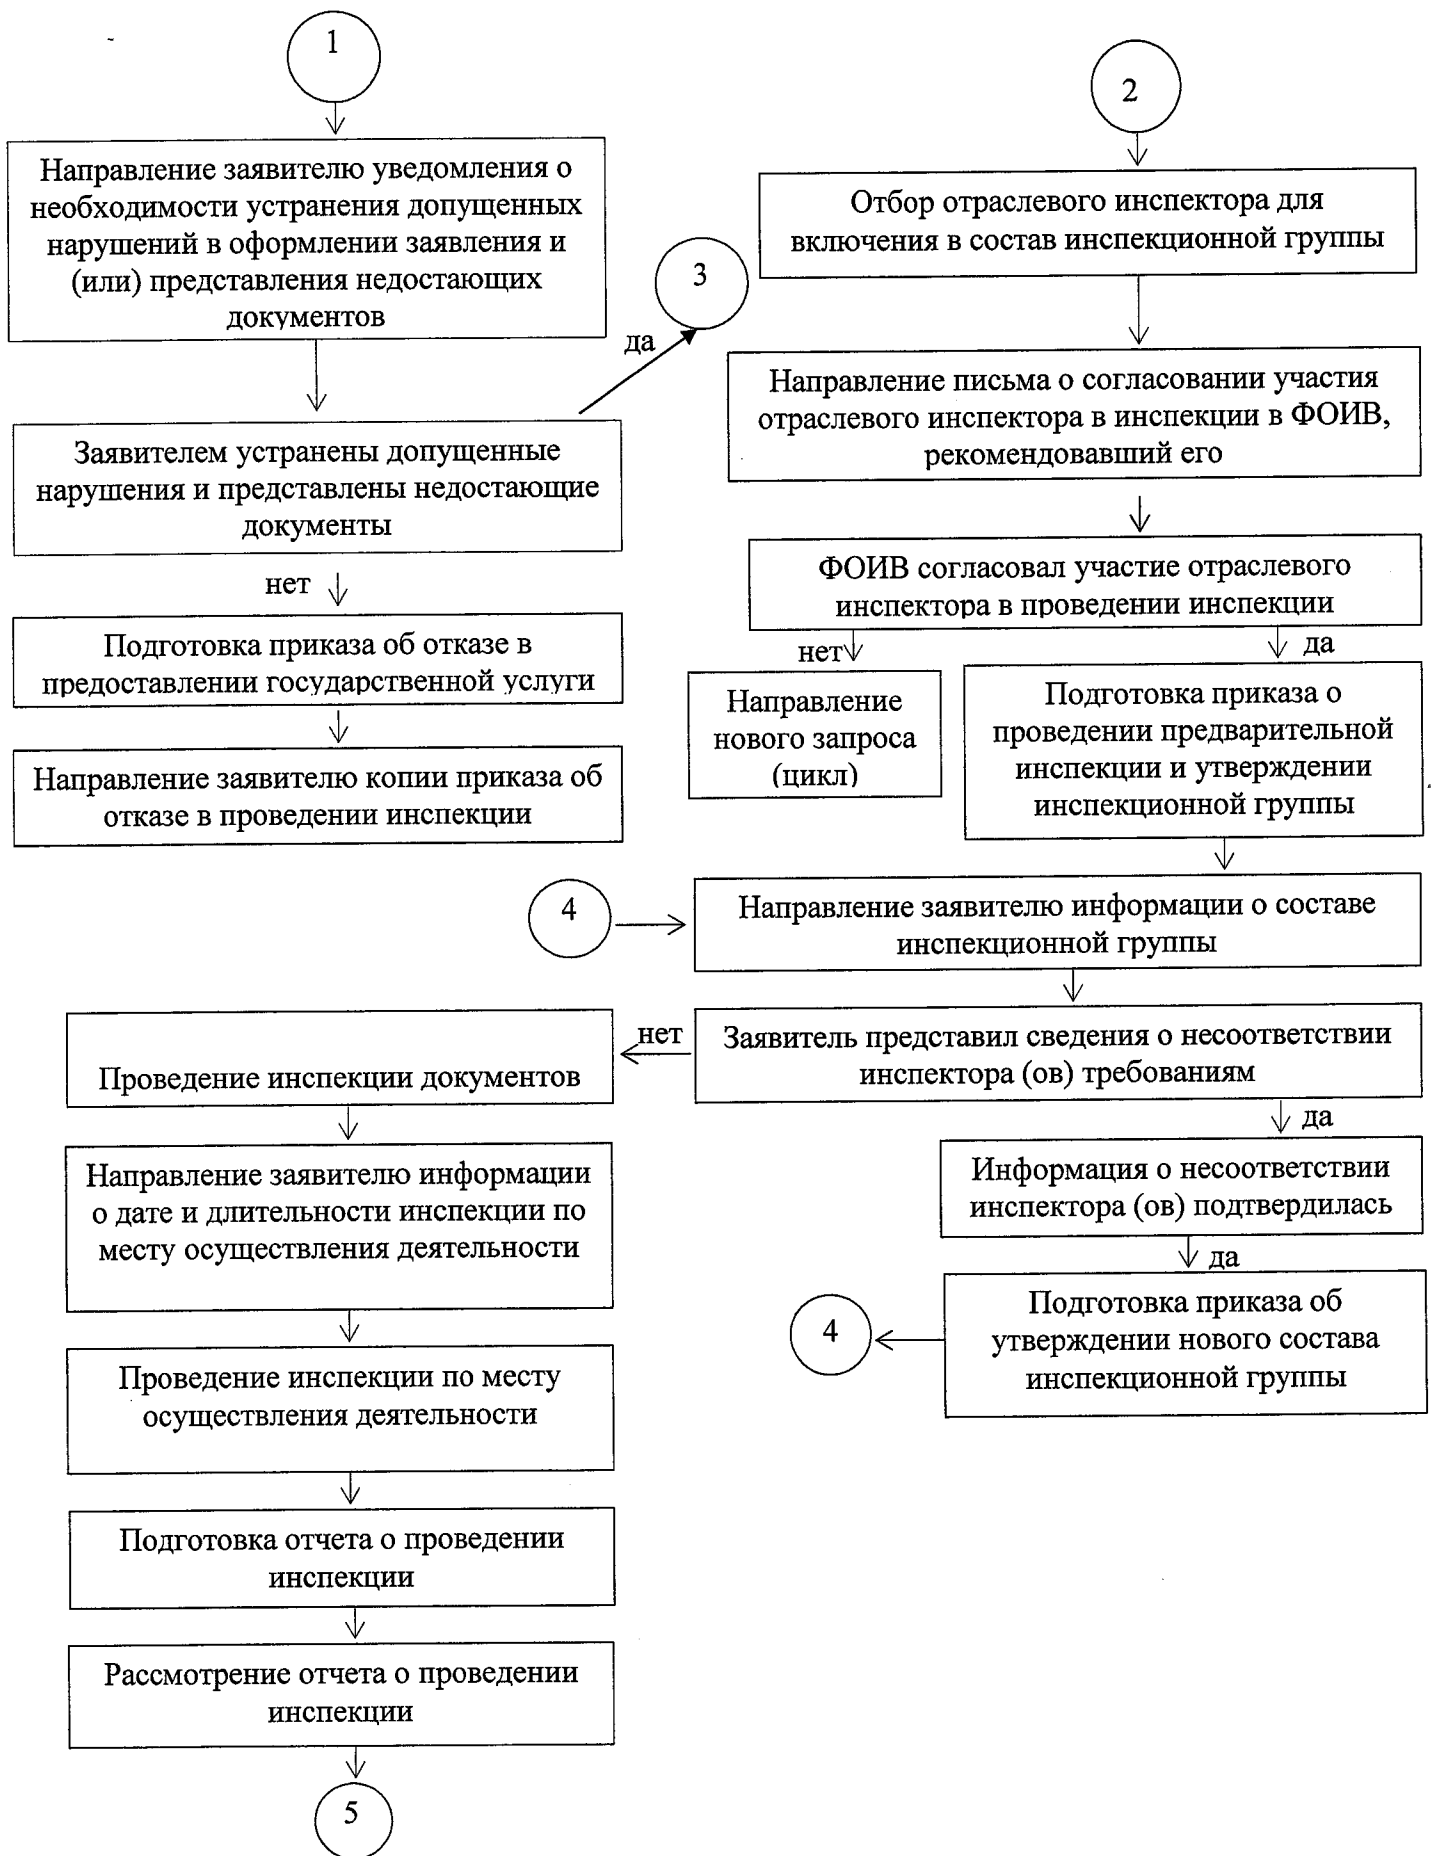 1
Направление заявителю уведомления о
необходимости устранения допущенных
нарушений в оформлении заявления и
(или) представления недостающих
документов
да
3
Заявителем устранены допущенные
нарушения и представлены недостающие
документы
нет
Подготовка приказа об отказе в
предоставлении государственной услуги
Направление заявителю копии приказа об
отказе в проведении инспекции
2
Отбор отраслевого инспектора для
включения в состав инспекционной группы
Направление письма о согласовании участия
отраслевого инспектора в инспекции в ФОИВ,
рекомендовавший его
ФОИВ согласовал участие отраслевого
инспектора в проведении инспекции
нет
да
Направление
нового запроса
(цикл)
Подготовка приказа о
проведении предварительной
инспекции и утверждении
инспекционной группы
4
Направление заявителю информации о составе
инспекционной группы
Заявитель представил сведения о несоответствии
инспектора (ов) требованиям
нет
да
Информация о несоответствии
инспектора (ов) подтвердилась
да
Подготовка приказа об
утверждении нового состава
инспекционной группы
4
Проведение инспекции документов
Направление заявителю информации
о дате и длительности инспекции по
месту осуществления деятельности
Проведение инспекции по месту
осуществления деятельности
Подготовка отчета о проведении
инспекции
Рассмотрение отчета о проведении
инспекции
5